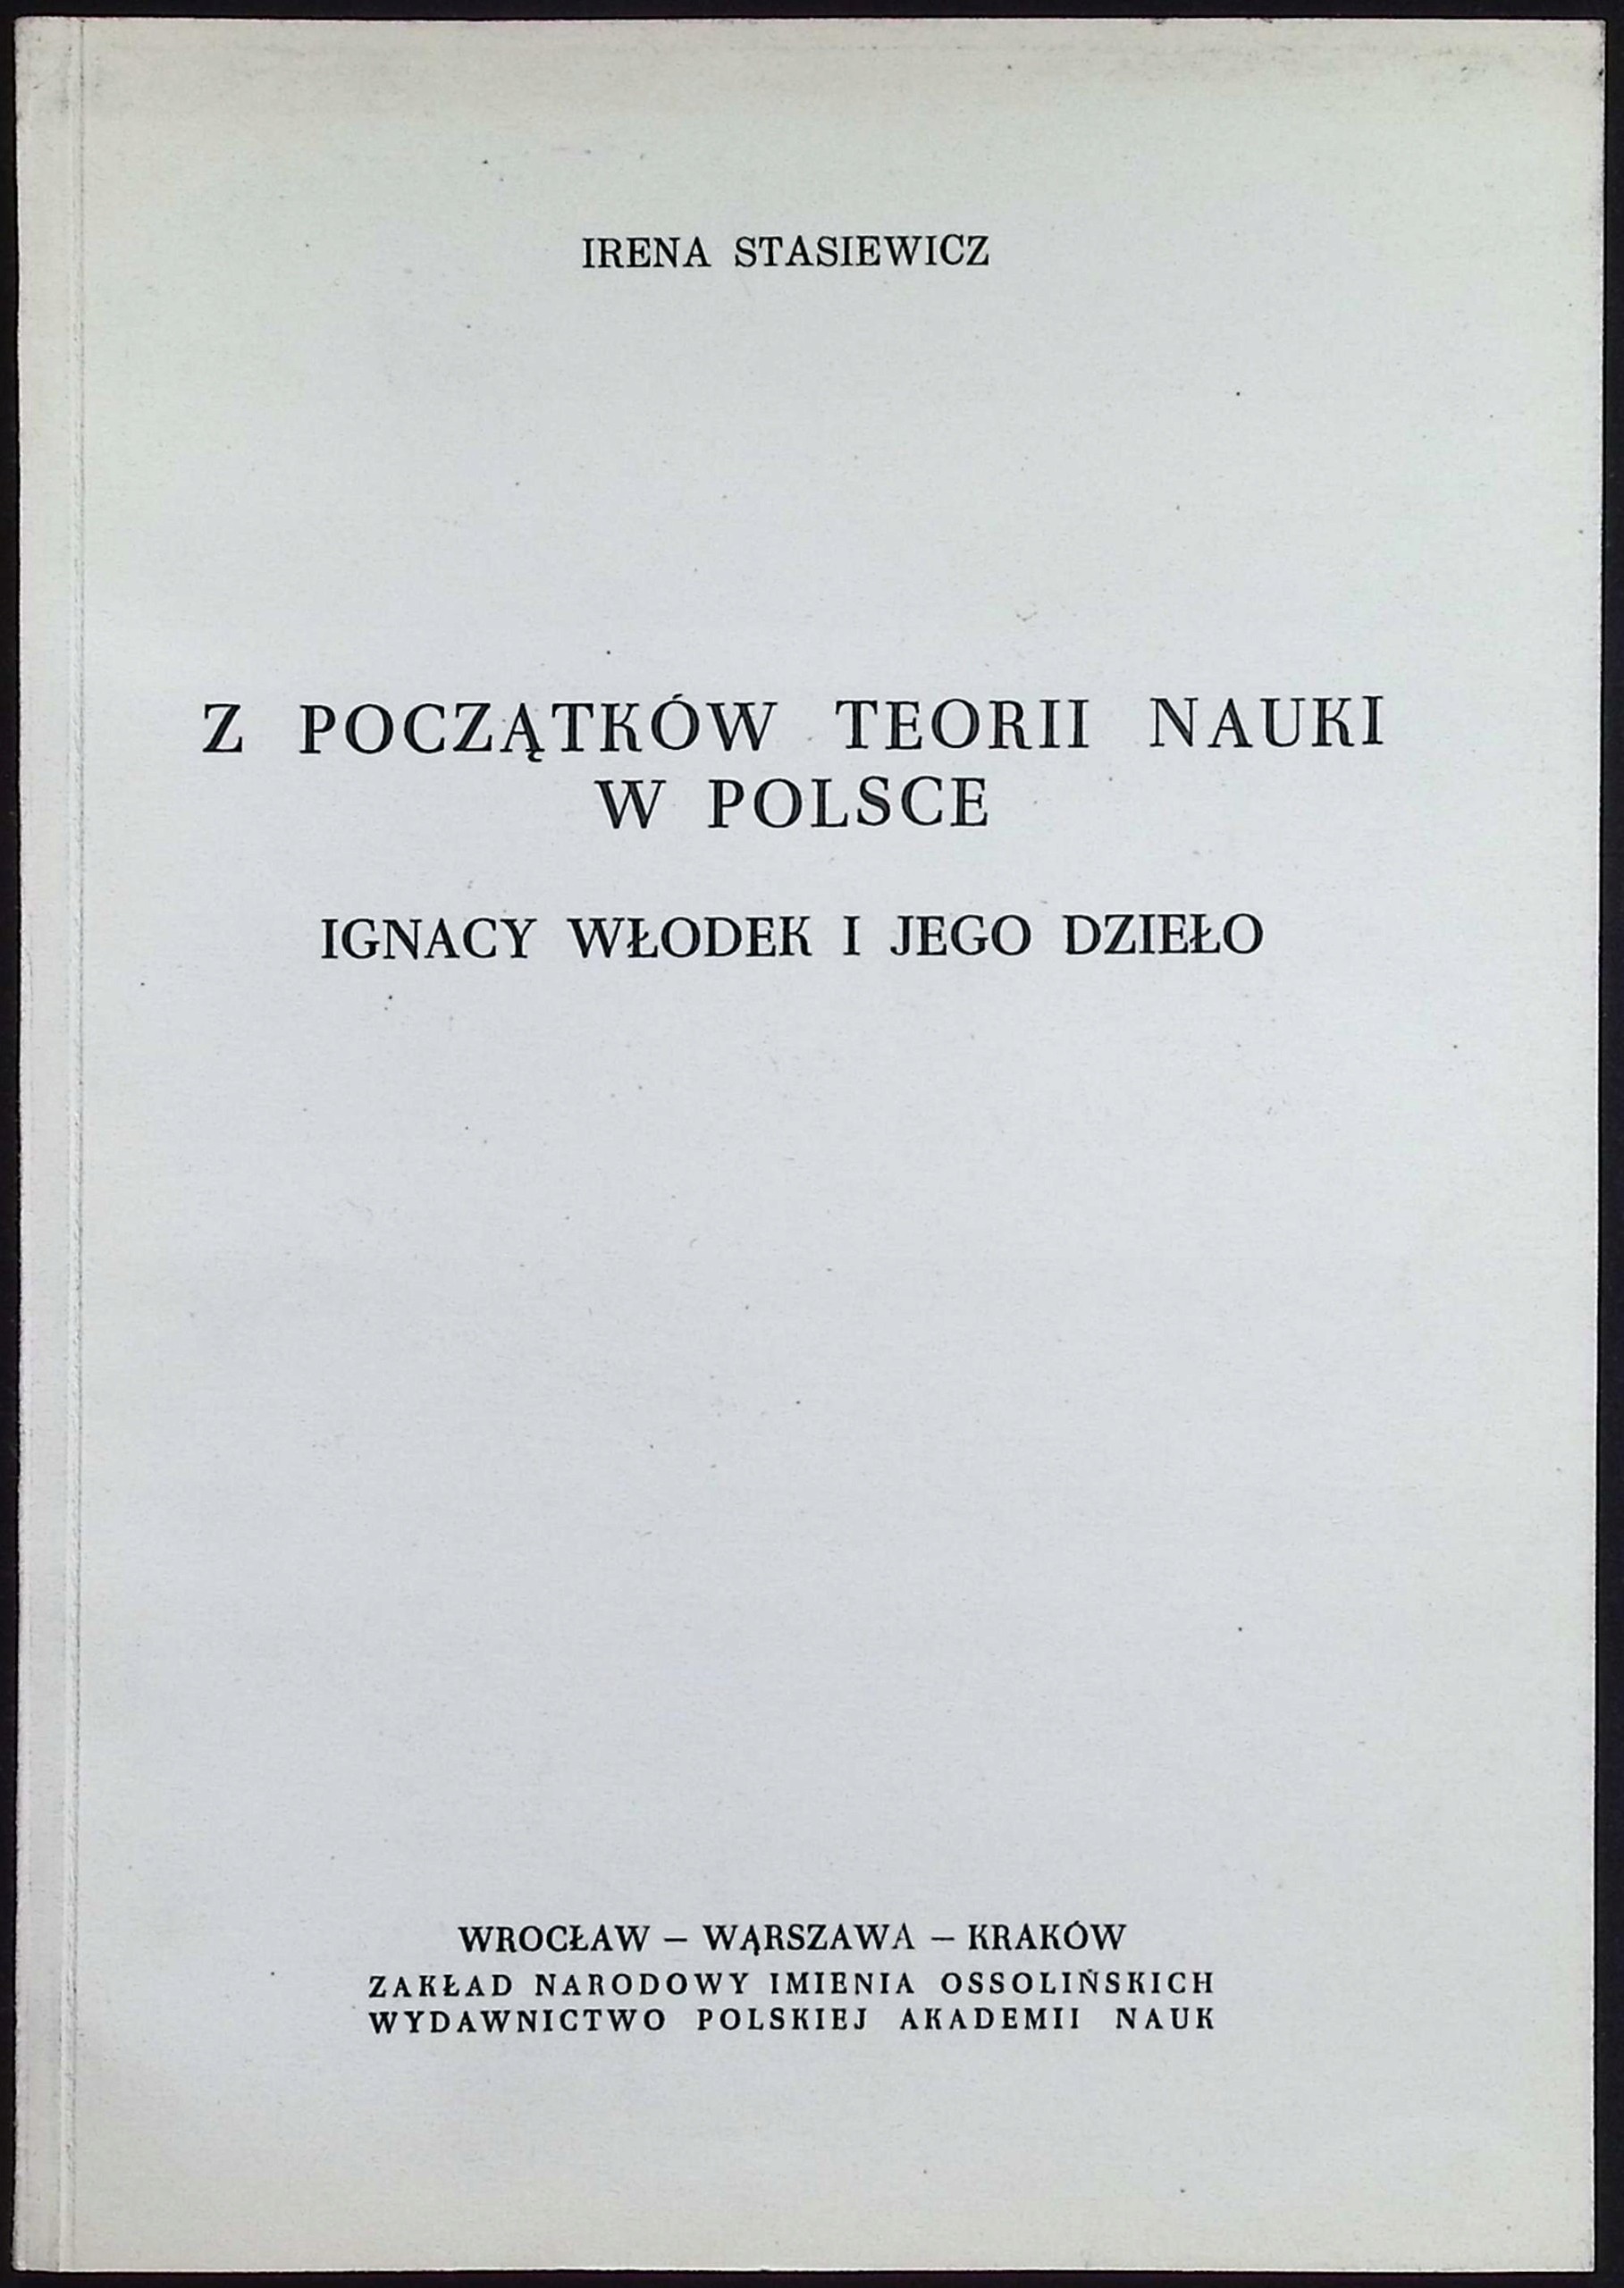 IRENA STASIEWICZ
Z POCZĄTKÓW TEORII NAUKI
W POLSCE
IGNACY WŁODEK I JEGO DZIEŁO
WROCŁAW – WĄRSZAWA – KRAKÓW
ZAKŁAD NARODOWY IMIENIA OSSOLIŃSKICH
WYDAWNICTWO POLSKIEJ AKADEMII NAUK